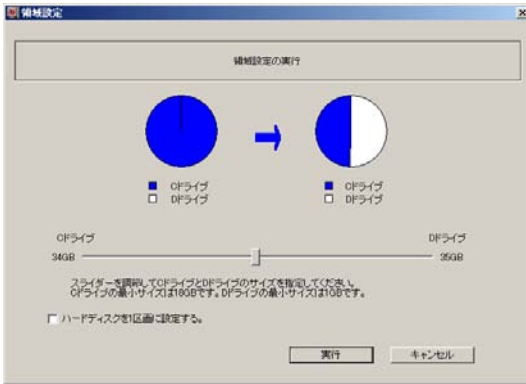 領域設定
領域設定の実行
Cドライブ
Dドライブ
Cドライブ
Dドライブ
Cドライブ
Dドライブ
34GB
35GB
スライダーを調節してCドライブとDドライブのサイズを指定してください。
Cドライブの最小サイズは10GBです。Dドライブの最小サイズは1GBです。
ハードディスクを1区画に設定する。
実行
キャンセル